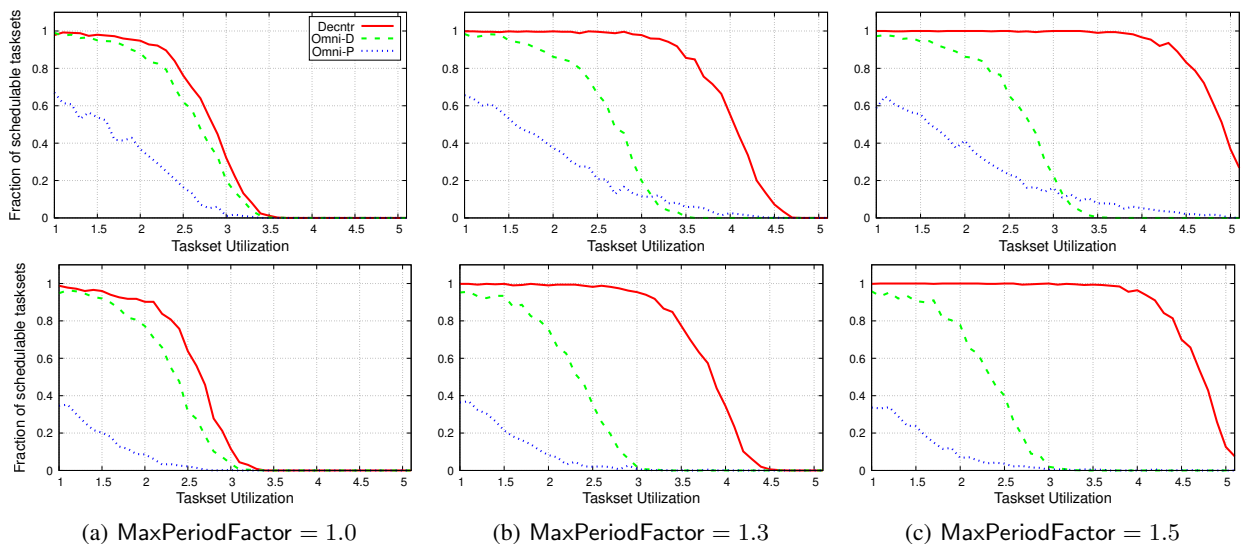 Fraction of schedulable tasksets
1
0.8
0.6
0.4
0.2
0
1 1.5 2 2.5 3 3.5 4 4.5 5
Taskset Utilization
Decntr
Omni-D
Omni-P
1
0.8
0.6
0.4
0.2
0
1 1.5 2 2.5 3 3.5 4 4.5 5
Taskset Utilization
1
0.8
0.6
0.4
0.2
0
1 1.5 2 2.5 3 3.5 4 4.5 5
Taskset Utilization
Fraction of schedulable tasksets
1
0.8
0.6
0.4
0.2
0
1 1.5 2 2.5 3 3.5 4 4.5 5
Taskset Utilization
1
0.8
0.6
0.4
0.2
0
1 1.5 2 2.5 3 3.5 4 4.5 5
Taskset Utilization
1
0.8
0.6
0.4
0.2
0
1 1.5 2 2.5 3 3.5 4 4.5 5
Taskset Utilization
(a) MaxPeriodFactor = 1.0
(b) MaxPeriodFactor = 1.3
(c) MaxPeriodFactor = 1.5